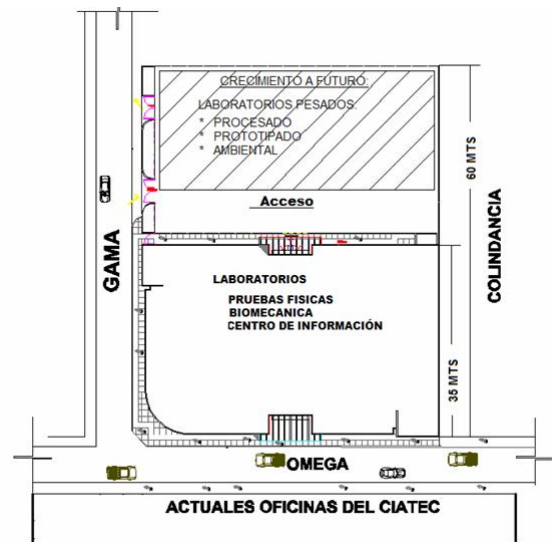 CRECIMIENTO A FUTURO:
LABORATORIOS PESADOS:
* PROCESADO
* PROTOTIPADO
* AMBIENTAL
60 MTS
COLINDANCIA
Acceso
GAMA
LABORATORIOS
PRUEBAS FISICAS
BIOMECANICA
CENTRO DE INFORMACIÓN
35 MTS
OMEGA
ACTUALES OFICINAS DEL CIATEC